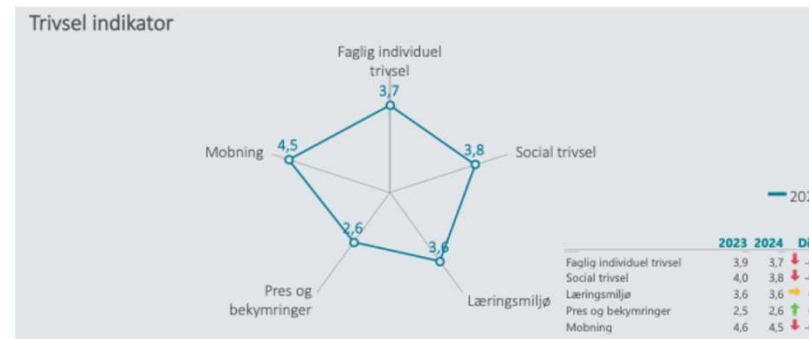 Trivsel indikator
Faglig individuel
trivsel
3,7
Mobning
4,5
3,8
Social trivsel
2,6
3,6
Pres og
bekymringer
Læringsmiljø
2023 2024
Faglig individuel trivsel 3,9 3,7
Social trivsel 4,0 3,8
Læringsmiljø 3,6 3,6
Pres og bekymringer 2,5 2,6
Mobning 4,6 4,5